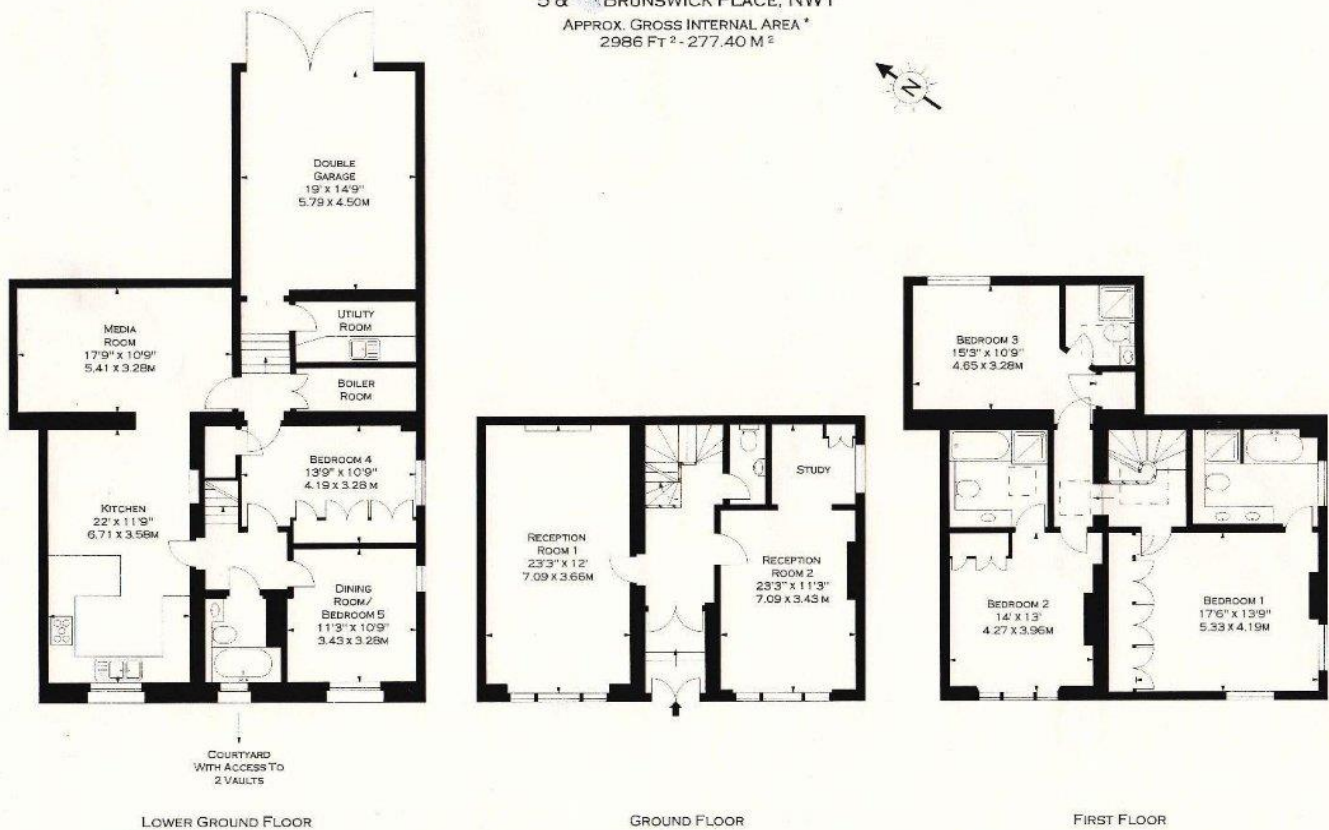 5 & BRUNSWICK PLACE, NW1
APPROX. GROSS INTERNAL AREA *
2986 FT² - 277.40 M²
N
DOUBLE
GARAGE
19' X 14'9"
5.79 X 4.50M
UTILITY
ROOM
MEDIA
ROOM
17'9" X 10'9"
5.41 X 3.28M
BOILER
ROOM
BEDROOM 4
13'9" X 10'9"
4.19 X 3.28 M
KITCHEN
22' X 11'9"
6.71 X 3.58M
DINING
ROOM/
BEDROOM 5
11'3" X 10'9"
3.43 X 3.28M
COURTYARD
WITH ACCESS TO
2 VAULTS
LOWER GROUND FLOOR
STUDY
RECEPTION
ROOM 1
23'3" X 12'
7.09 X 3.66M
RECEPTION
ROOM 2
23'3" X 11'3"
7.09 X 3.43 M
GROUND FLOOR
BEDROOM 3
15'3" X 10'9"
4.65 X 3.28M
BEDROOM 2
14' X 13'
4.27 X 3.96M
BEDROOM 1
17'6" X 13'9"
5.33 X 4.19M
FIRST FLOOR